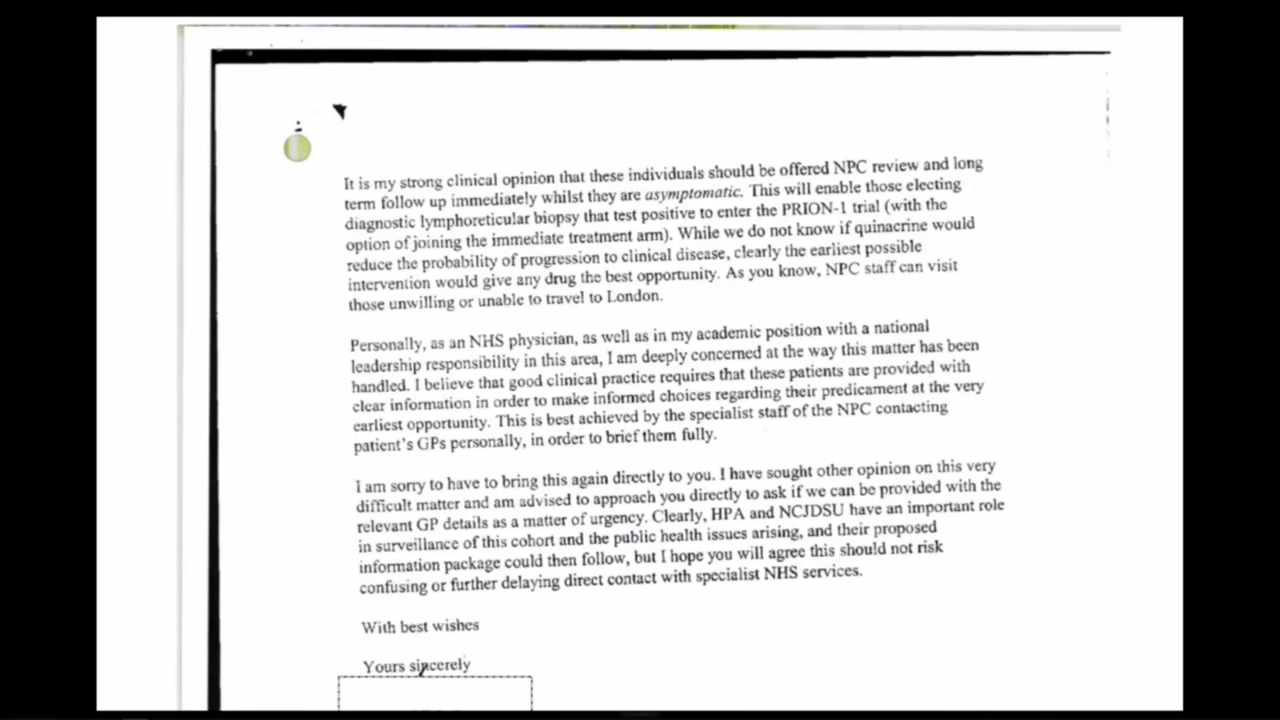 It is my strong clinical opinion that these individuals should be offered NPC review and long
term follow up immediately whilst they are asymptomatic. This will enable those electing
diagnostic lymphoreticular biopsy that test positive to enter the PRION-1 trial (with the
option of joining the immediate treatment arm). While we do not know if quinacrine would
reduce the probability of progression to clinical disease, clearly the earliest possible
intervention would give any drug the best opportunity. As you know, NPC staff can visit
those unwilling or unable to travel to London.
Personally, as an NHS physician, as well as in my academic position with a national
leadership responsibility in this area, I am deeply concerned at the way this matter has been
handled. I believe that good clinical practice requires that these patients are provided with
clear information in order to make informed choices regarding their predicament at the very
earliest opportunity. This is best achieved by the specialist staff of the NPC contacting
patient's GPs personally, in order to brief them fully.
I am sorry to have to bring this again directly to you. I have sought other opinion on this very
difficult matter and am advised to approach you directly to ask if we can be provided with the
relevant GP details as a matter of urgency. Clearly, HPA and NCJDSU have an important role
in surveillance of this cohort and the public health issues arising, and their proposed
information package could then follow, but I hope you will agree this should not risk
confusing or further delaying direct contact with specialist NHS services.
With best wishes
Yours sincerely